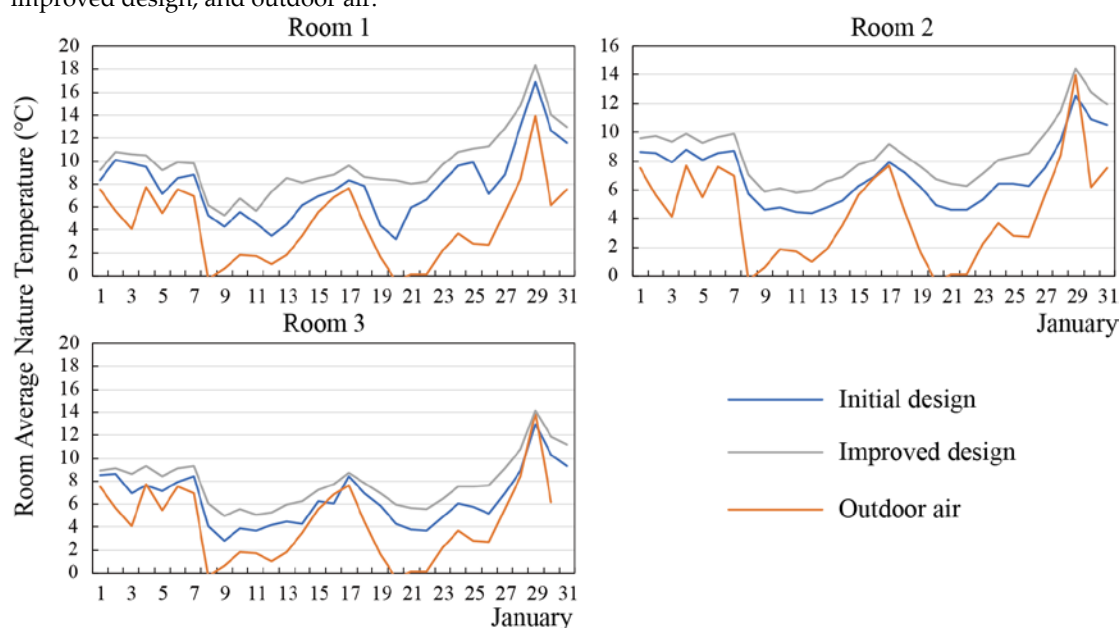 improved design, and outdoor air.
Room 1
20
18
16
14
12
10
8
6
4
2
0
1 3 5 7 9 11 13 15 17 19 21 23 25 27 29 31
Room 2
16
14
12
10
8
6
4
2
0
1 3 5 7 9 11 13 15 17 19 21 23 25 27 29 31
January
Room 3
20
18
16
14
12
10
8
6
4
2
0
1 3 5 7 9 11 13 15 17 19 21 23 25 27 29 31
January
Room Average Nature Temperature (°C)
Initial design
Improved design
Outdoor air